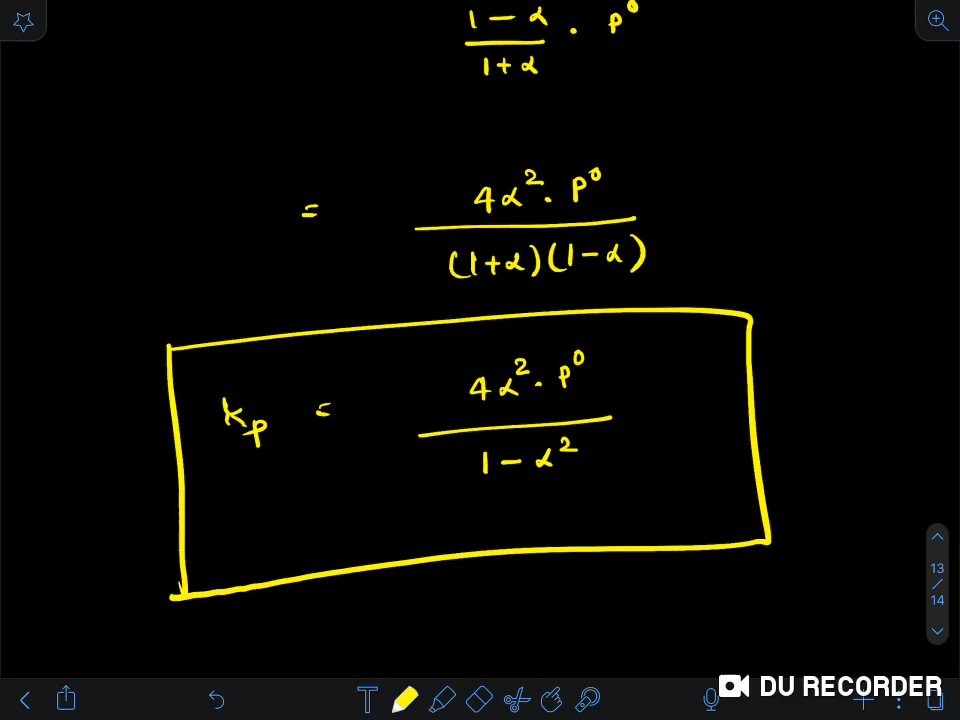 1 - α
――― . p⁰
1 + α
= 4α² . p⁰
―――――――
(1+α)(1-α)
Kp = 4α² . p⁰
―――――
1 - α²
13
/
14
T
DU RECORDER